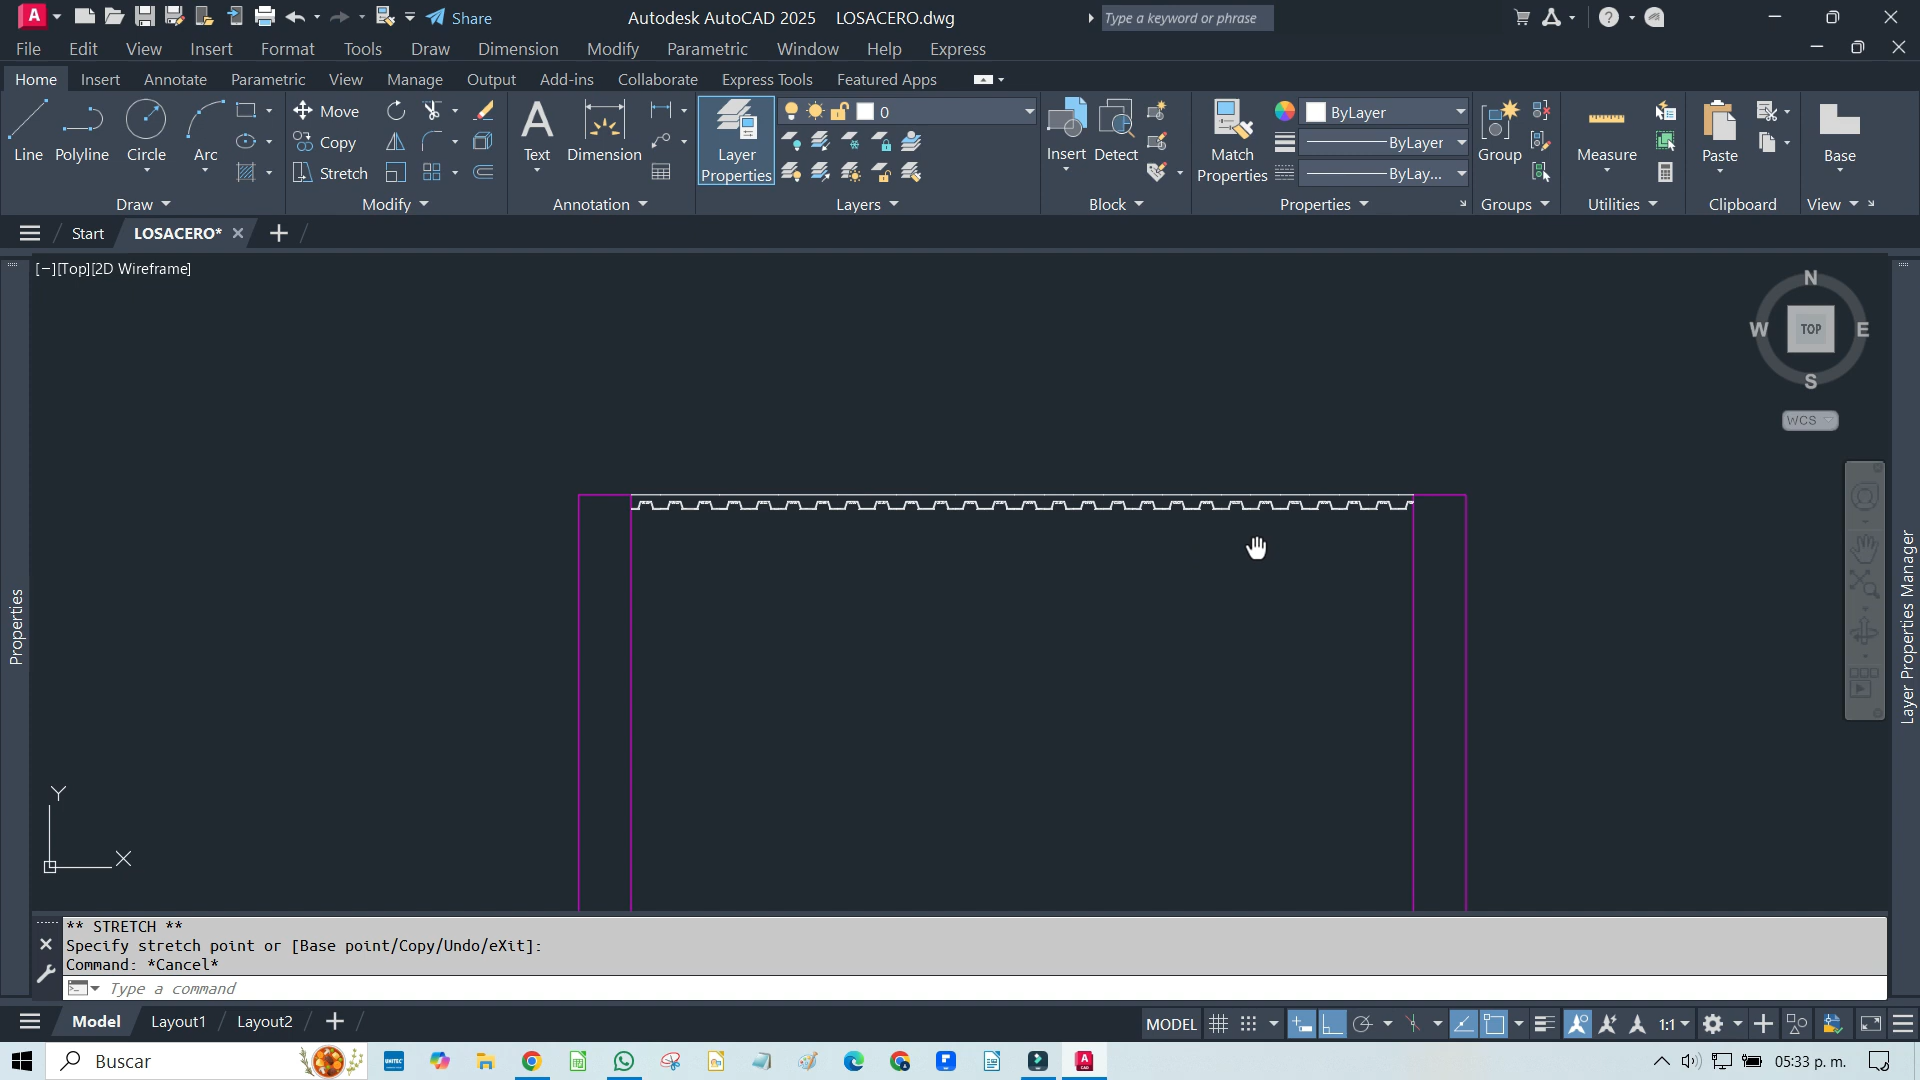 A Share Autodesk AutoCAD 2025 LOSACERO.dwg Type a keyword or phrase
File Edit View Insert Format Tools Draw Dimension Modify Parametric Window Help Express
Home Insert Annotate Parametric View Manage Output Add-ins Collaborate Express Tools Featured Apps
Line Polyline Circle Arc
Move
Copy
Stretch
Text Dimension
Layer Properties
0
Insert Detect
Match Properties
ByLayer
ByLayer
ByLay...
Group
Measure
Paste
Base
Draw Modify Annotation Layers Block Properties Groups Utilities Clipboard View
Start LOSACERO*
[−][Top][2D Wireframe]
N
W TOP E
S
WCS
Properties
Layer Properties Manager
Y
X
** STRETCH **
Specify stretch point or [Base point/Copy/Undo/eXit]:
Command: *Cancel*
Type a command
Model Layout1 Layout2 MODEL 1:1
Buscar 05:33 p. m.